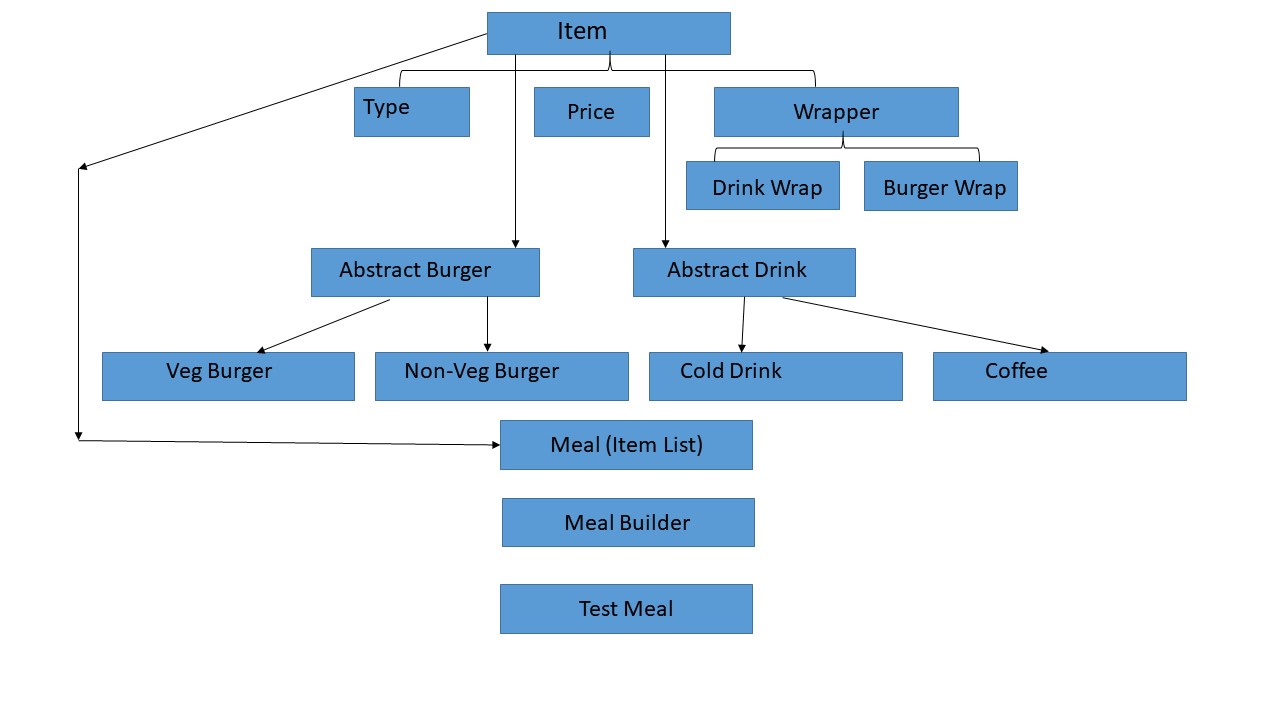 Item
Type
Price
Wrapper
Drink Wrap
Burger Wrap
Abstract Burger
Abstract Drink
Veg Burger
Non-Veg Burger
Cold Drink
Coffee
Meal (Item List)
Meal Builder
Test Meal